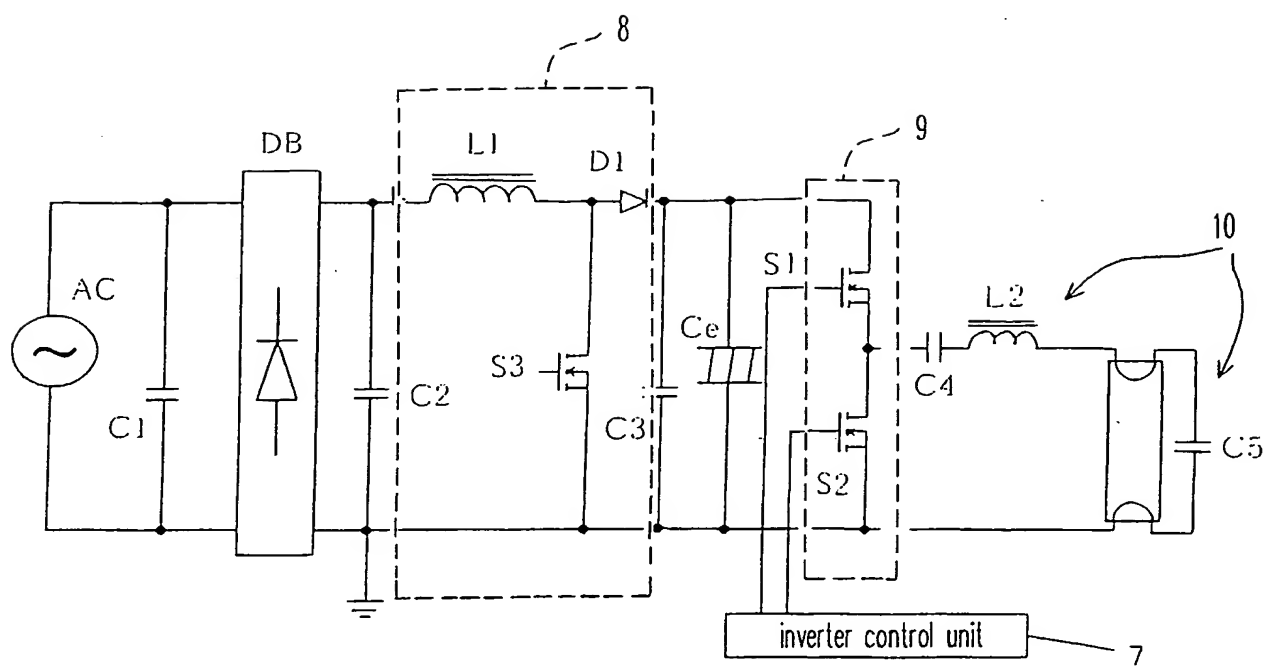 8
DB
L1
D1
9
10
AC
S1
L2
Ce
S3
C1
C2
C3
C4
S2
C5
inverter control unit
7